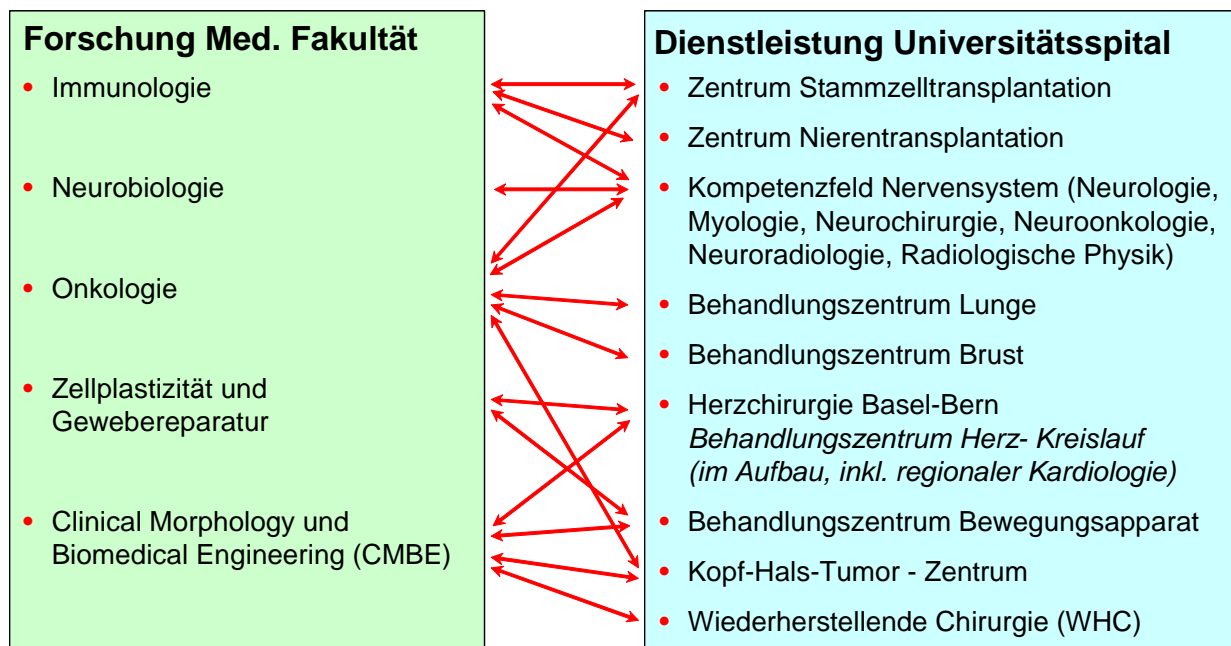 Forschung Med. Fakultät
• Immunologie
• Neurobiologie
• Onkologie
• Zellplastizität und
Gewebereparatur
• Clinical Morphology und
Biomedical Engineering (CMBE)
Dienstleistung Universitätsspital
• Zentrum Stammzelltransplantation
• Zentrum Nierentransplantation
• Kompetenzfeld Nervensystem (Neurologie,
Myologie, Neurochirurgie, Neuroonkologie,
Neuroradiologie, Radiologische Physik)
• Behandlungszentrum Lunge
• Behandlungszentrum Brust
• Herzchirurgie Basel-Bern
Behandlungszentrum Herz- Kreislauf
(im Aufbau, inkl. regionaler Kardiologie)
• Behandlungszentrum Bewegungsapparat
• Kopf-Hals-Tumor - Zentrum
• Wiederherstellende Chirurgie (WHC)